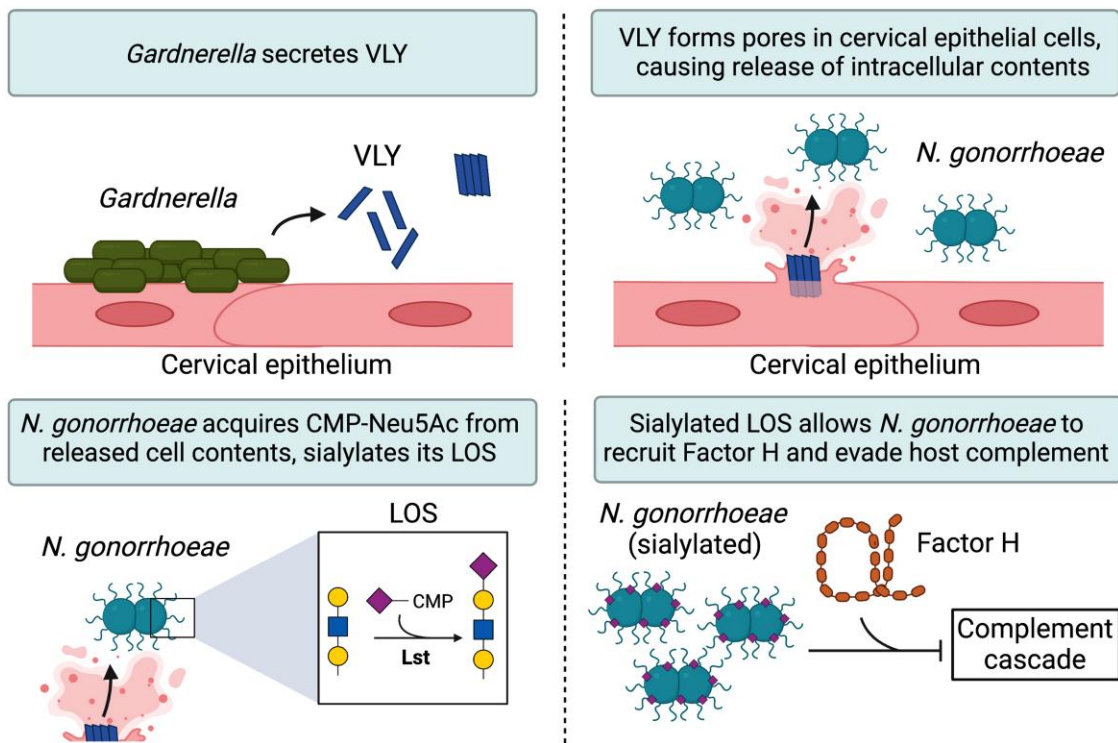 Gardnerella secretes VLY
VLY
Gardnerella
Cervical epithelium
VLY forms pores in cervical epithelial cells,
causing release of intracellular contents
N. gonorrhoeae
Cervical epithelium
N. gonorrhoeae acquires CMP-Neu5Ac from
released cell contents, sialylates its LOS
LOS
N. gonorrhoeae
CMP
Lst
Sialylated LOS allows N. gonorrhoeae to
recruit Factor H and evade host complement
N. gonorrhoeae
(sialylated)
Factor H
Complement
cascade